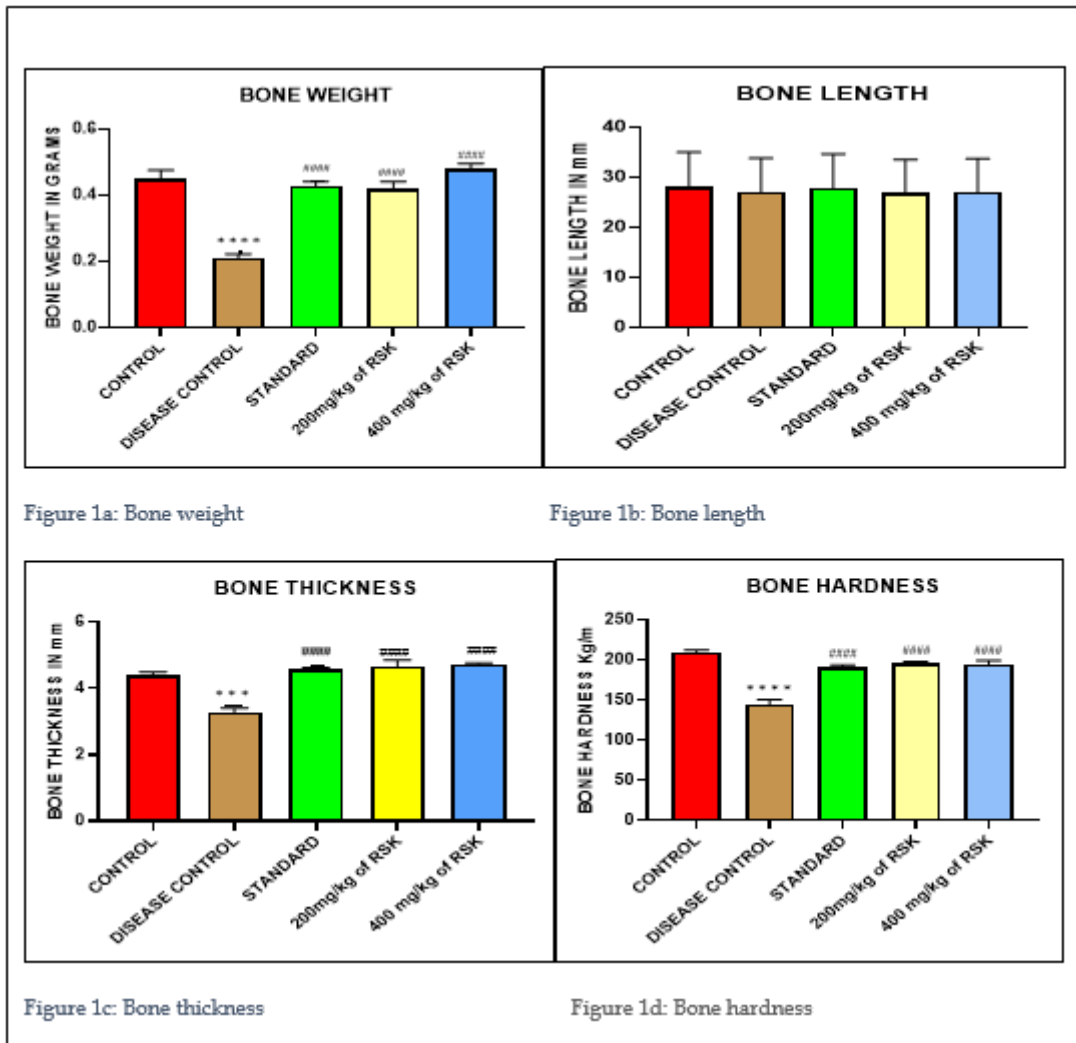 BONE WEIGHT
BONE WEIGHT IN GRAMS
0.6
0.4
0.2
0.0
****
####
####
####
CONTROL
DISEASE CONTROL
STANDARD
200mg/kg of RSK
400 mg/kg of RSK
BONE LENGTH
BONE LENGTH IN mm
40
30
20
10
0
CONTROL
DISEASE CONTROL
STANDARD
200mg/kg of RSK
400 mg/kg of RSK
Figure 1a: Bone weight
Figure 1b: Bone length
BONE THICKNESS
BONE THICKNESS IN mm
6
4
2
0
***
####
####
####
CONTROL
DISEASE CONTROL
STANDARD
200mg/kg of RSK
400 mg/kg of RSK
BONE HARDNESS
BONE HARDNESS Kg/m
250
200
150
100
50
0
****
####
####
####
CONTROL
DISEASE CONTROL
STANDARD
200mg/kg of RSK
400 mg/kg of RSK
Figure 1c: Bone thickness
Figure 1d: Bone hardness